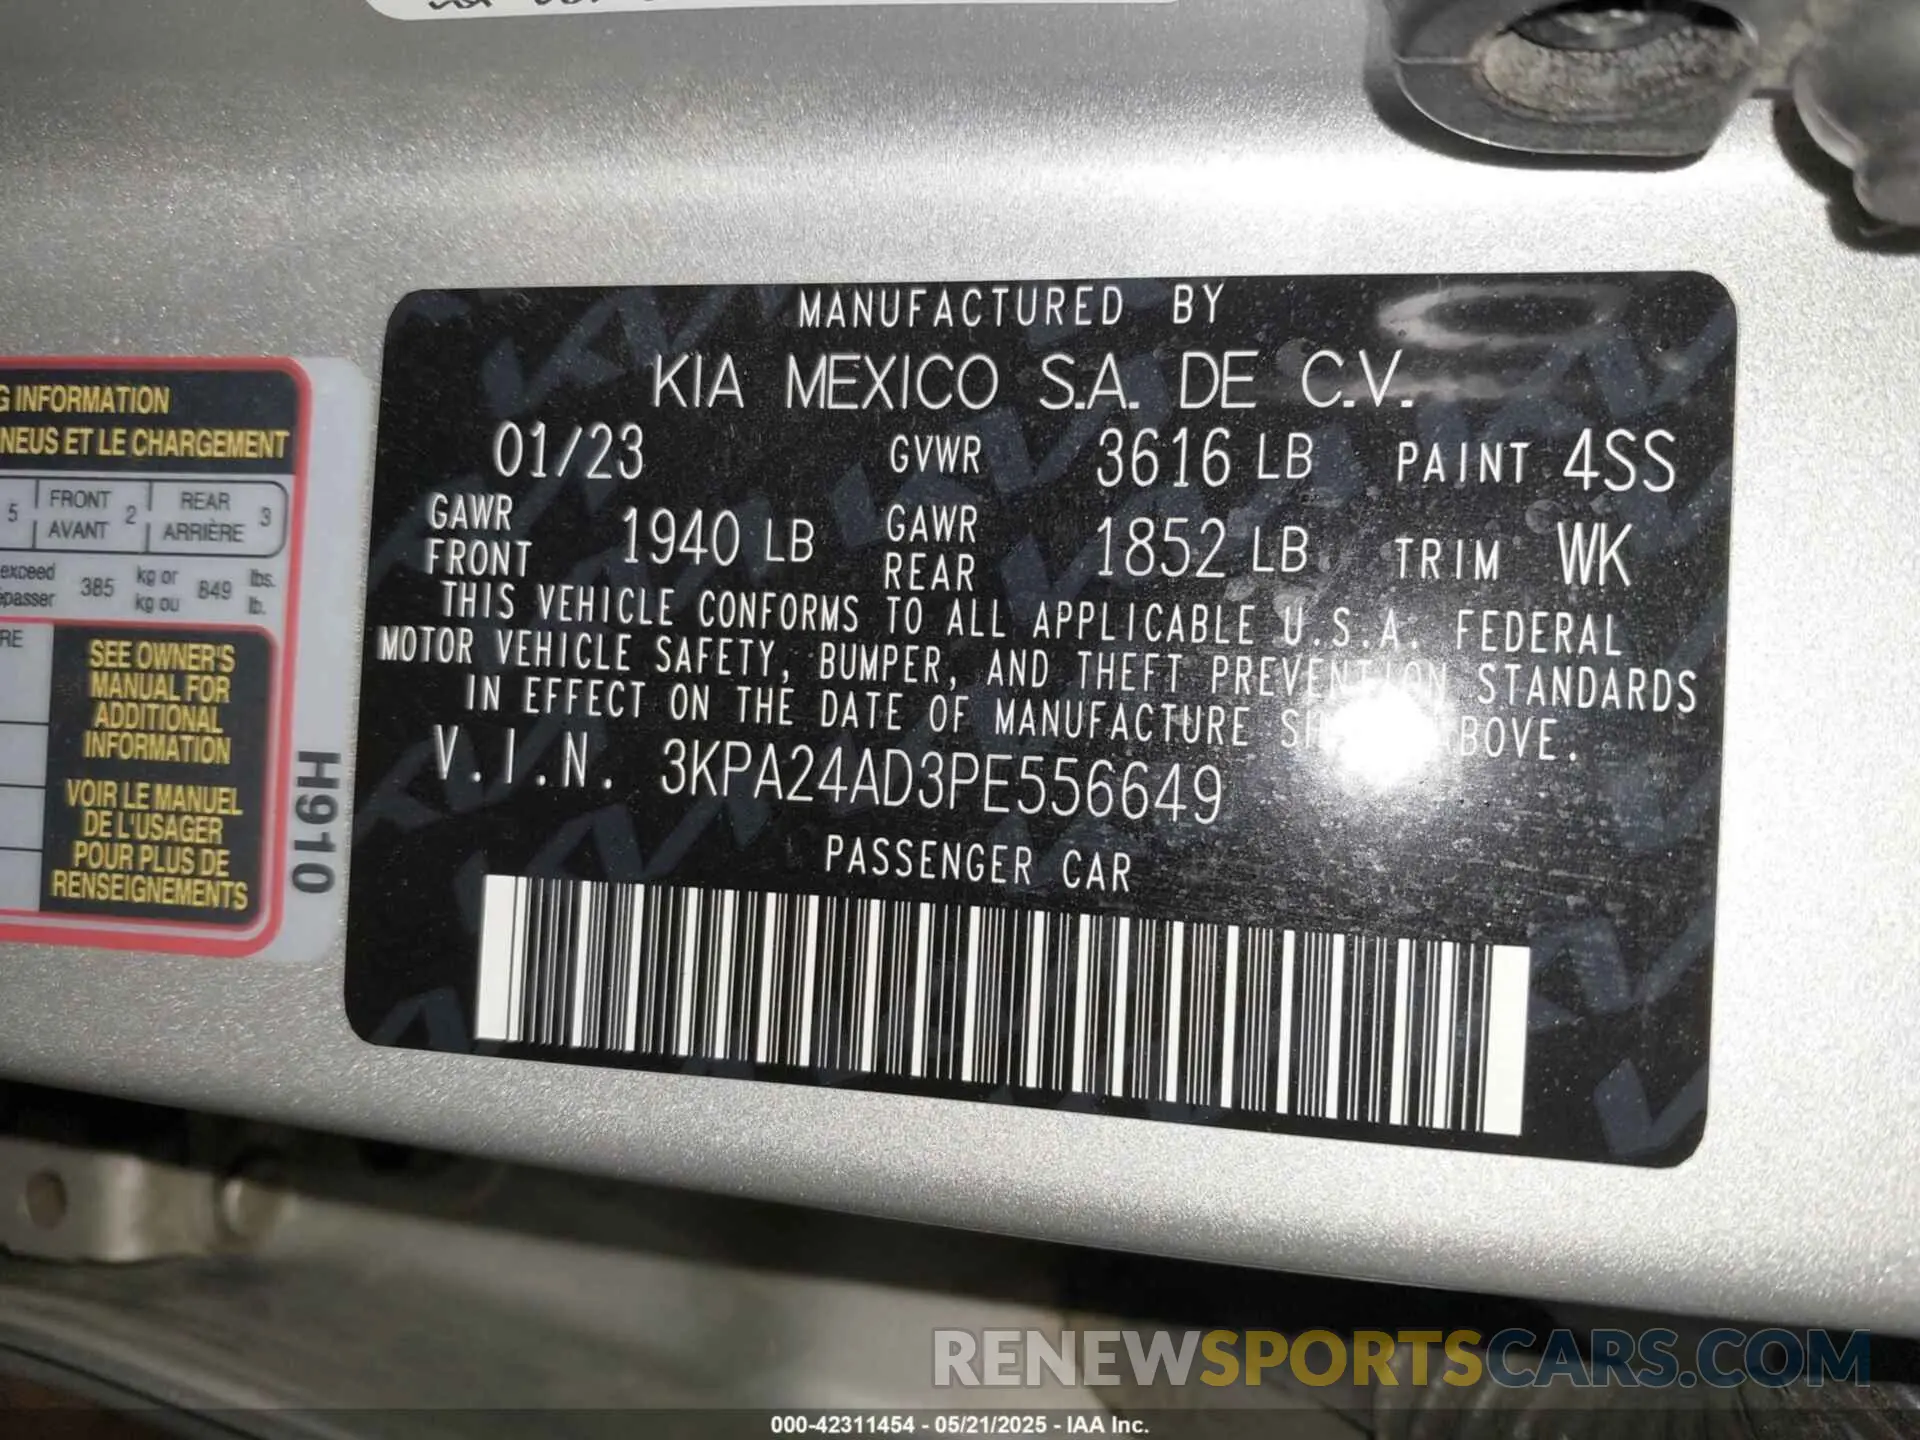 MANUFACTURED BY
KIA MEXICO S.A. DE C.V.
01/23 GVWR 3616 LB PAINT 4SS
GAWR FRONT 1940 LB GAWR REAR 1852 LB TRIM WK
THIS VEHICLE CONFORMS TO ALL APPLICABLE U.S.A. FEDERAL
MOTOR VEHICLE SAFETY, BUMPER, AND THEFT PREVENTION STANDARDS
IN EFFECT ON THE DATE OF MANUFACTURE
V.I.N. 3KPA24AD3PE556649
PASSENGER CAR
INFORMATION
ET LE CHARGEMENT
5 FRONT 2 REAR 3
AVANT ARRIÈRE
exceed 385 kg or 849 lbs.
kg ou lb.
SEE OWNER'S
MANUAL FOR
ADDITIONAL
INFORMATION
VOIR LE MANUEL
DE L'USAGER
POUR PLUS DE
RENSEIGNEMENTS
H910
RENEWSPORTSCARS.COM
000-42311454 - 05/21/2025 - IAA Inc.